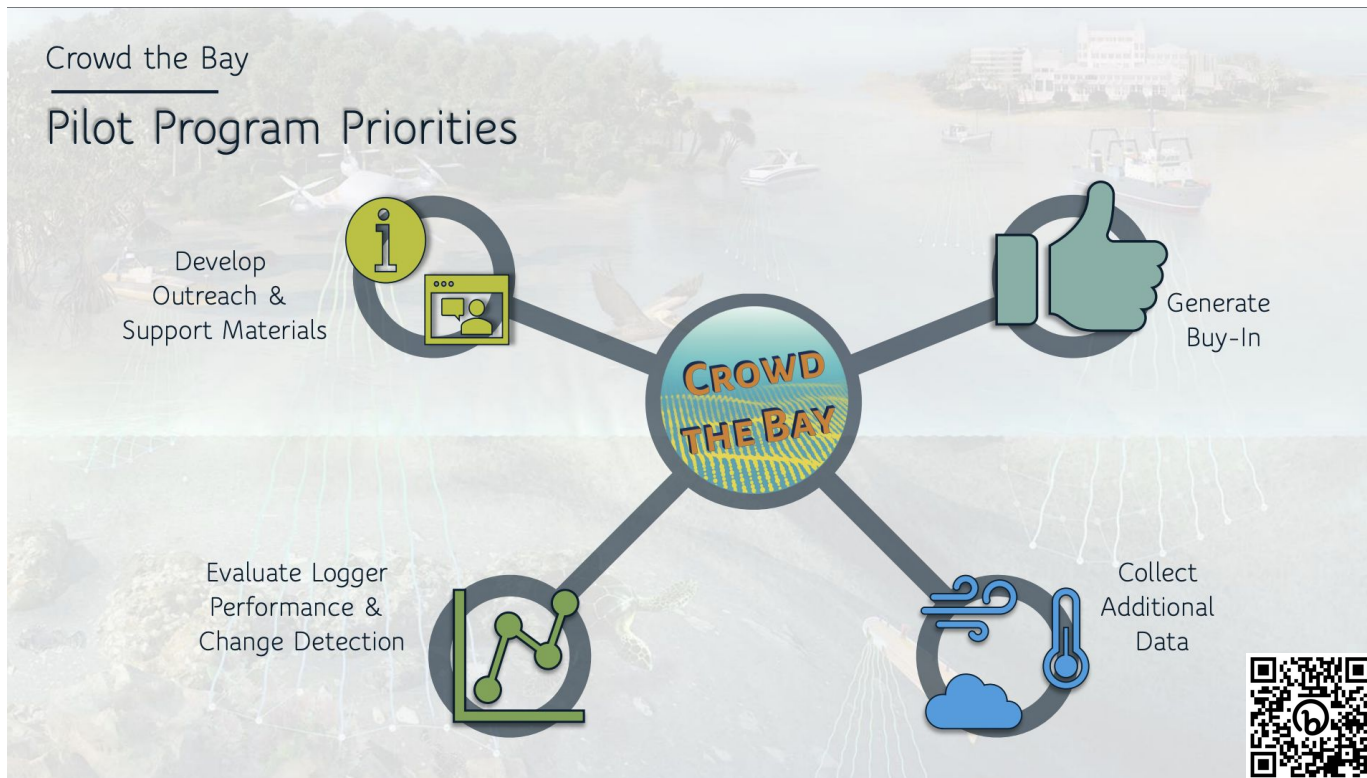 Crowd the Bay
Pilot Program Priorities
Develop
Outreach &
Support Materials
Generate
Buy-In
CROWD
THE BAY
Evaluate Logger
Performance &
Change Detection
Collect
Additional
Data